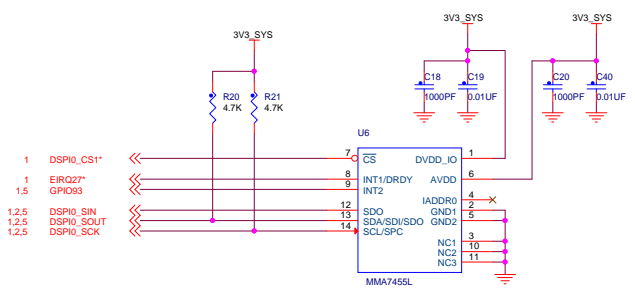 3V3_SYS
3V3_SYS
3V3_SYS
C18
C19
C20
C40
1000PF
0.01UF
1000PF
0.01UF
R20
R21
4.7K
4.7K
U6
1 DSPI0_CS1* 7 CS DVDD_IO 1
1 EIRQ27* 8 INT1/DRDY AVDD 6
1,5 GPIO93 9 INT2
IADDR0 4
1,2,5 DSPI0_SIN 12 SDO GND1 2
1,2,5 DSPI0_SOUT 13 SDA/SDI/SDO GND2 5
1,2,5 DSPI0_SCK 14 SCL/SPC
NC1 3
NC2 10
NC3 11
MMA7455L